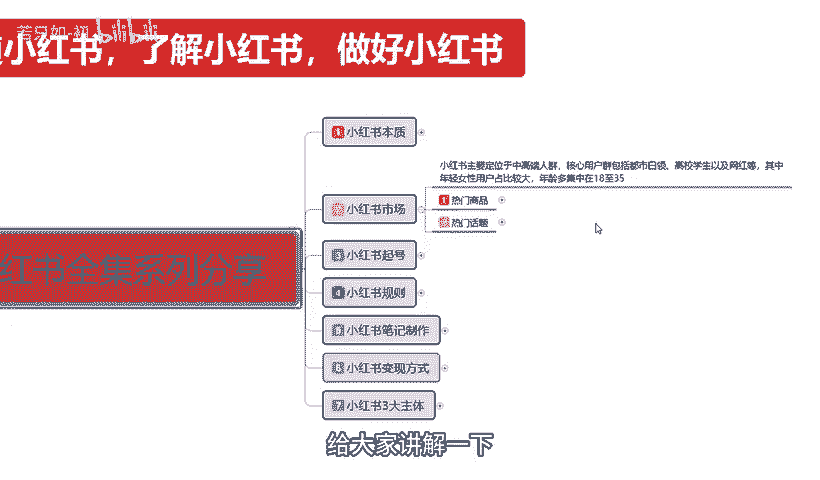 小红书，了解小红书，做好小红书
若只如-初 bilibili
小红书本质
小红书主要定位于中高端人群，核心用户群包括都市白领、高校学生以及网红等，其中
年轻女性用户占比较大，年龄多集中在18至35
小红书市场
热门商品
热门话题
红书全集系列分享
小红书起号
小红书规则
小红书笔记制作
小红书变现方式
小红书3大主体
给大家讲解一下